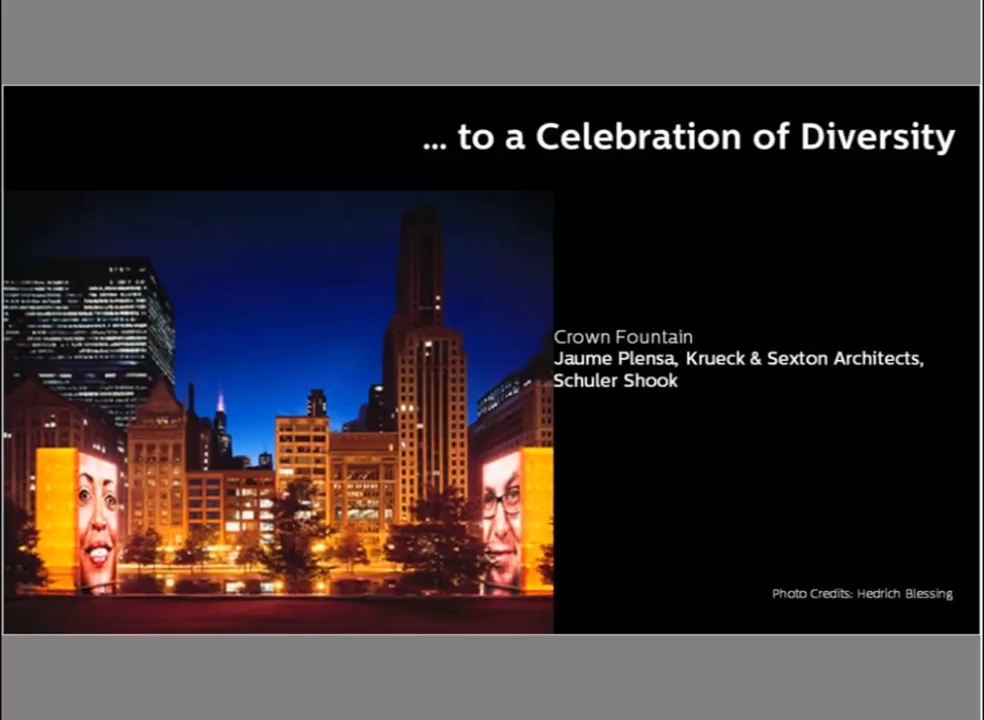 ... to a Celebration of Diversity
Crown Fountain
Jaume Plensa, Krueck & Sexton Architects,
Schuler Shook
Photo Credits: Hedrich Blessing